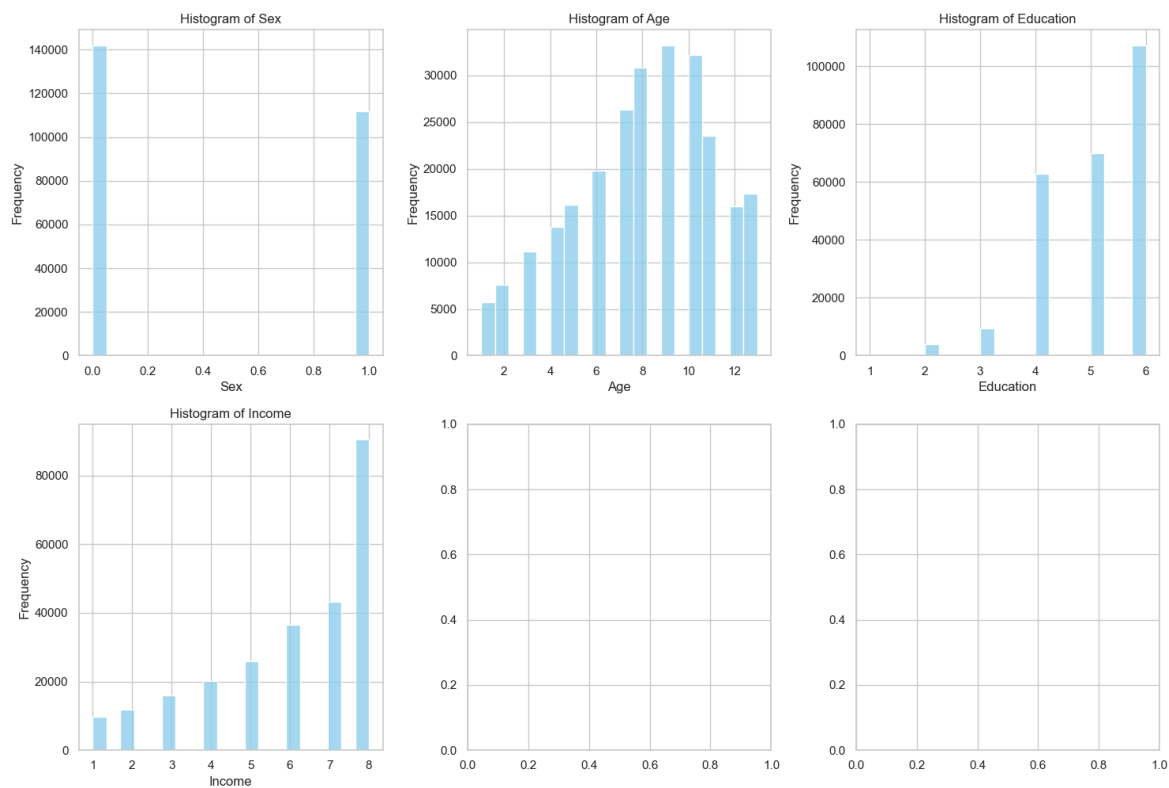 Histogram of Sex
140000
120000
100000
80000
60000
40000
20000
0
Frequency
0.0 0.2 0.4 0.6 0.8 1.0
Sex
Histogram of Age
30000
25000
20000
15000
10000
5000
0
Frequency
2 4 6 8 10 12
Age
Histogram of Education
100000
80000
60000
40000
20000
0
Frequency
1 2 3 4 5 6
Education
Histogram of Income
80000
60000
40000
20000
0
Frequency
1 2 3 4 5 6 7 8
Income
1.0
0.8
0.6
0.4
0.2
0.0
0.0 0.2 0.4 0.6 0.8 1.0
1.0
0.8
0.6
0.4
0.2
0.0
0.0 0.2 0.4 0.6 0.8 1.0